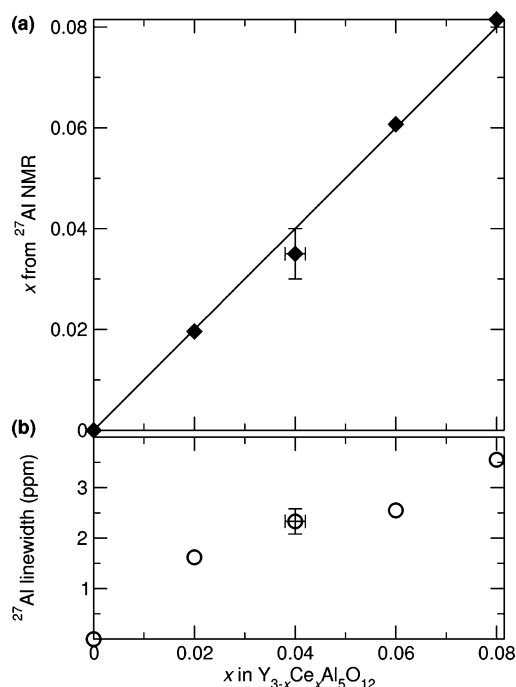 (a)
0.08
0.06
0.04
0.02
0
x from ²⁷Al NMR
(b)
3
2
1
0
²⁷Al linewidth (ppm)
0 0.02 0.04 0.06 0.08
x in Y₃₋ₓCeₓAl₅O₁₂